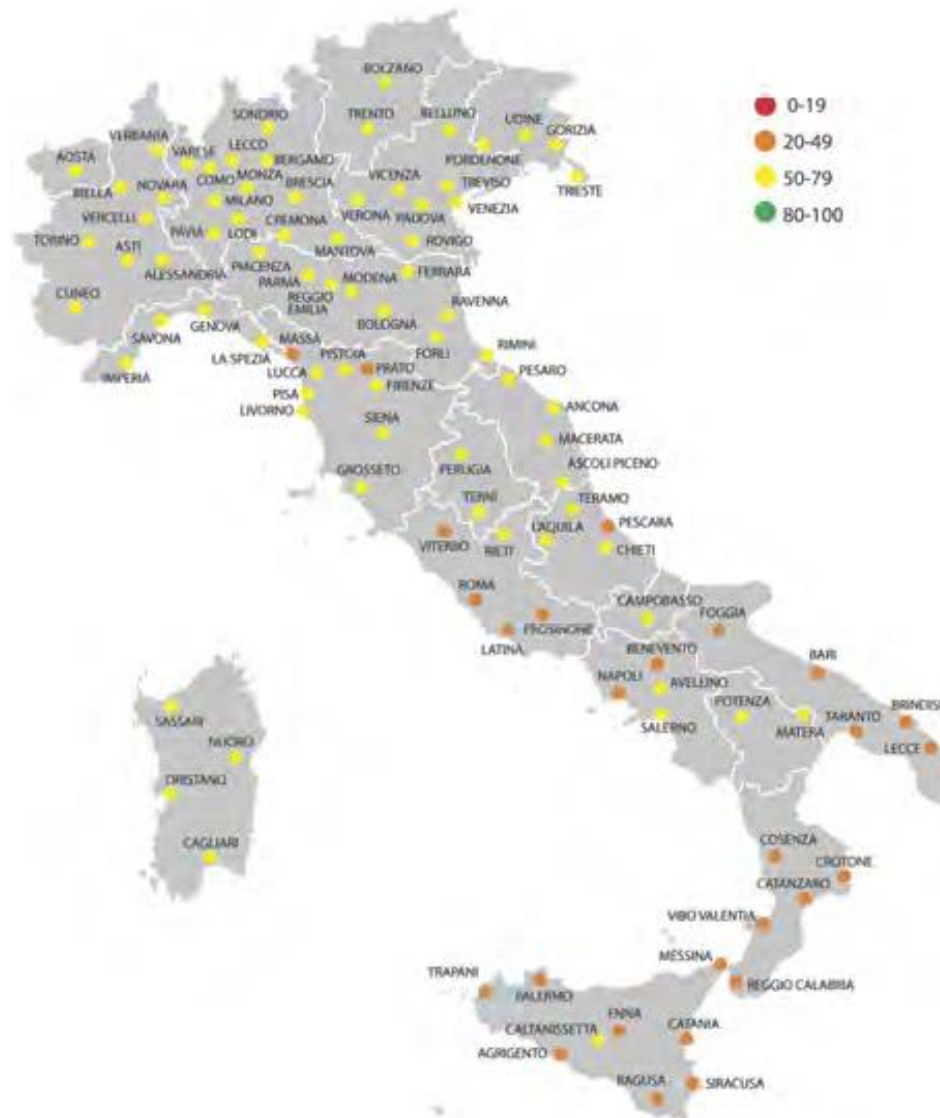 BOLZANO
SONDRIO
TRENTO
BELLUNO
UDINE
GORIZIA
VERBANIA
VARESE
LECCO
BERGAMO
PORDENONE
AOSTA
COMO
MONZA
VICENZA
TREVISO
TRIESTE
BIELLA
NOVARA
BRESCIA
MILANO
VERONA
PADOVA
VENEZIA
VERCELLI
CREMONA
TORINO
PAVIA
LODI
MANTOVA
ROVIGO
ASTI
PIACENZA
FERRARA
ALESSANDRIA
PARMA
MODENA
CUNEO
REGGIO
EMILIA
RAVENNA
SAVONA
GENOVA
BOLOGNA
MASSA
FORLI
RIMINI
IMPERIA
LA SPEZIA
PISTOIA
LUCCA
PRATO
PESARO
FIRENZE
PISA
LIVORNO
ANCONA
SIENA
MACERATA
GROSSETO
PERUGIA
ASCOLI PICENO
TERNI
TERAMO
L'AQUILA
PESCARA
VITERBO
RIETI
CHIETI
ROMA
CAMPOBASSO
FOGGIA
LATINA
FROSINONE
BENEVENTO
BARI
NAPOLI
AVELLINO
POTENZA
BRINDISI
SASSARI
SALERNO
MATERA
TARANTO
NUORO
LECCE
ORISTANO
CAGLIARI
COSENZA
CROTONE
CATANZARO
VIBO VALENTIA
MESSINA
TRAPANI
PALERMO
REGGIO CALABRIA
ENNA
CALTANISSETTA
CATANIA
AGRIGENTO
RAGUSA
SIRACUSA
0-19
20-49
50-79
80-100